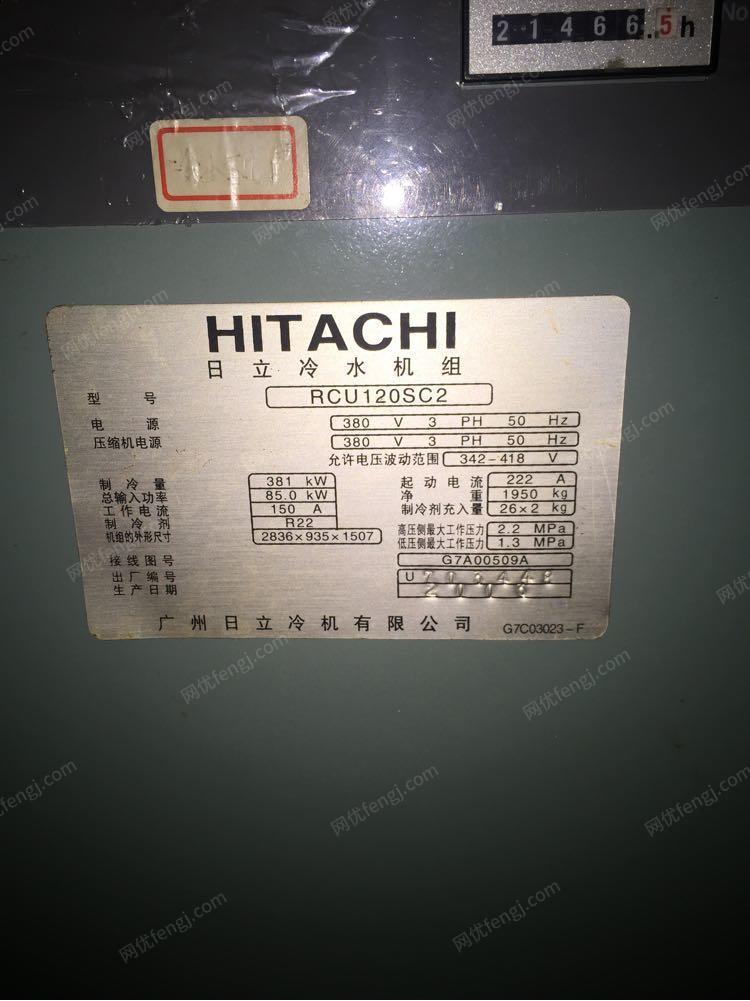 21466.5h
No
HITACHI
日立冷水机组
型号 RCU120SC2
电源 380 V 3 PH 50 Hz
压缩机电源 380 V 3 PH 50 Hz
允许电压波动范围 342-418 V
制冷量 381 kW 起动电流 222 A
总输入功率 85.0 kW 净重 1950 kg
工作电流 150 A 制冷剂充入量 26×2 kg
制冷剂 R22 高压侧最大工作压力 2.2 MPa
机组的外形尺寸 2836×935×1507 低压侧最大工作压力 1.3 MPa
接线图号 G7A00509A
出厂编号 U
生产日期
广州日立冷机有限公司 G7C03023-F
网优fengj.com